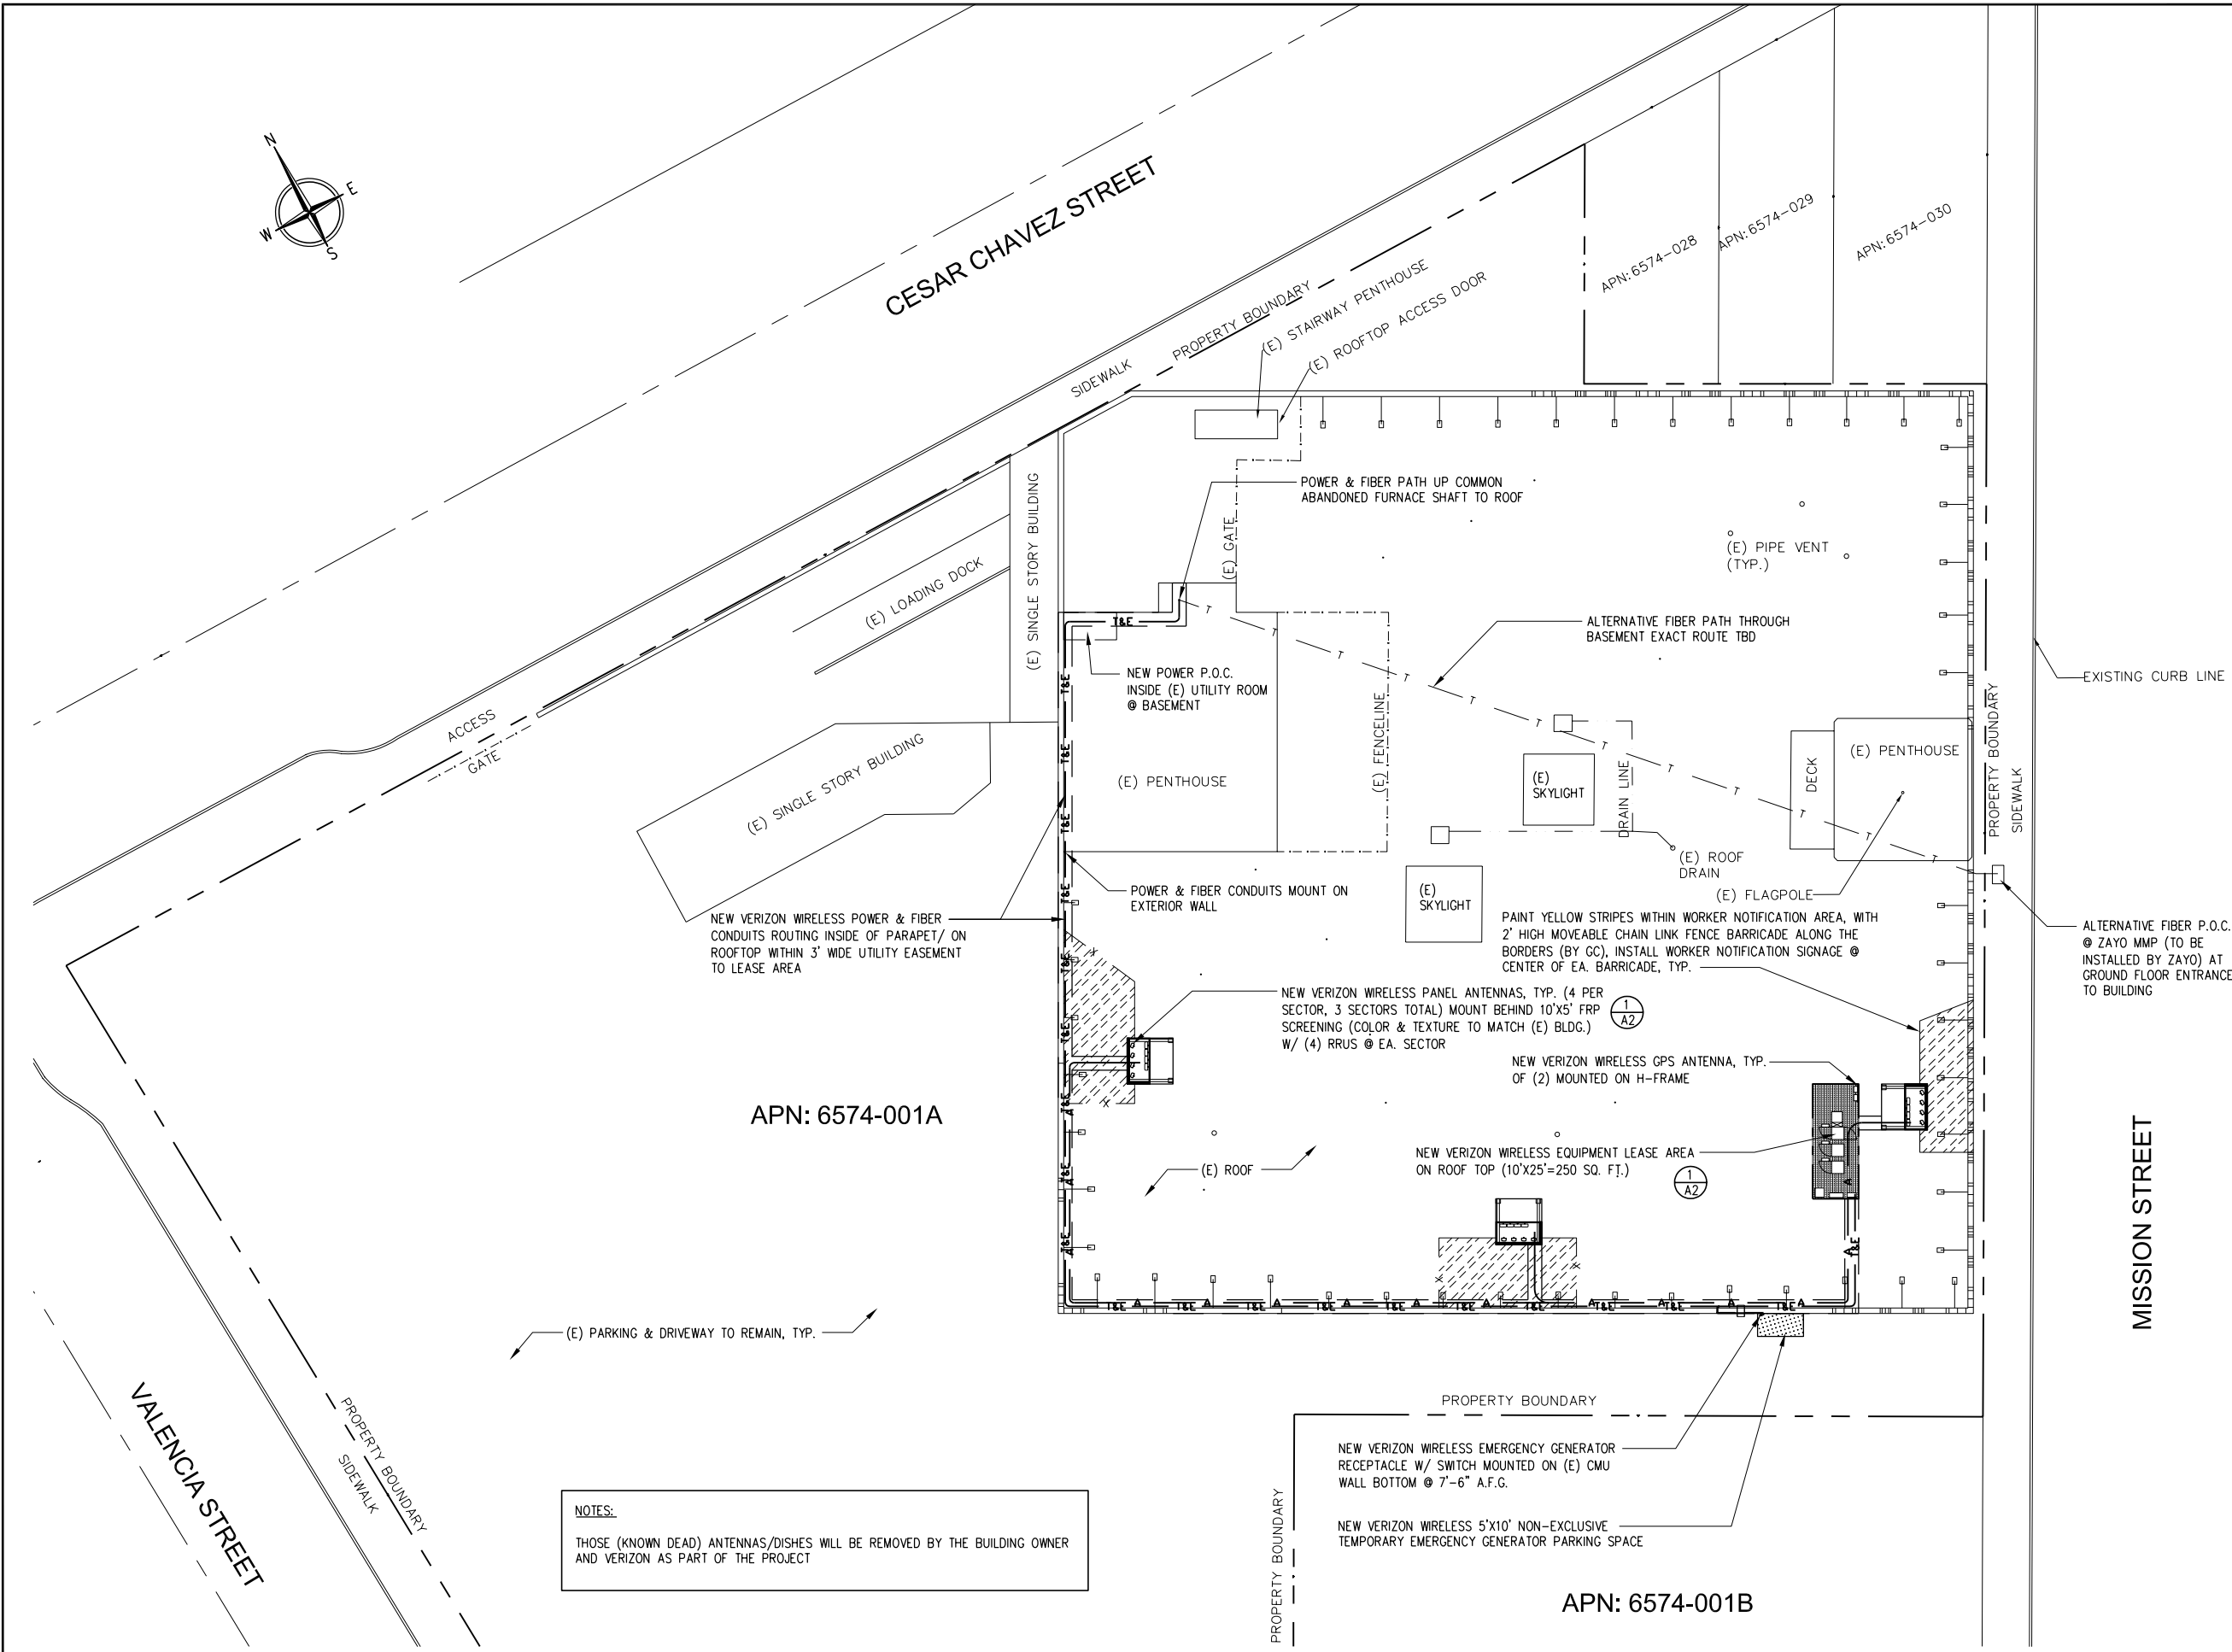 N
E
W
S
CESAR CHAVEZ STREET
SIDEWALK
PROPERTY BOUNDARY
(E) STAIRWAY PENTHOUSE
(E) ROOFTOP ACCESS DOOR
APN: 6574-028
APN: 6574-029
APN: 6574-030
POWER & FIBER PATH UP COMMON
ABANDONED FURNACE SHAFT TO ROOF
(E) GATE
(E) SINGLE STORY BUILDING
(E) LOADING DOCK
(E) PIPE VENT
(TYP.)
ALTERNATIVE FIBER PATH THROUGH
BASEMENT EXACT ROUTE TBD
NEW POWER P.O.C.
INSIDE (E) UTILITY ROOM
@ BASEMENT
EXISTING CURB LINE
ACCESS
GATE
(E) SINGLE STORY BUILDING
(E) PENTHOUSE
(E) FENCELINE
(E)
SKYLIGHT
DRAIN LINE
DECK
(E) PENTHOUSE
PROPERTY BOUNDARY
SIDEWALK
(E) ROOF
DRAIN
(E) FLAGPOLE
(E)
SKYLIGHT
POWER & FIBER CONDUITS MOUNT ON
EXTERIOR WALL
NEW VERIZON WIRELESS POWER & FIBER
CONDUITS ROUTING INSIDE OF PARAPET/ ON
ROOFTOP WITHIN 3' WIDE UTILITY EASEMENT
TO LEASE AREA
PAINT YELLOW STRIPES WITHIN WORKER NOTIFICATION AREA, WITH
2' HIGH MOVEABLE CHAIN LINK FENCE BARRICADE ALONG THE
BORDERS (BY GC), INSTALL WORKER NOTIFICATION SIGNAGE @
CENTER OF EA. BARRICADE, TYP.
ALTERNATIVE FIBER P.O.C.
@ ZAYO MMP (TO BE
INSTALLED BY ZAYO) AT
GROUND FLOOR ENTRANCE
TO BUILDING
NEW VERIZON WIRELESS PANEL ANTENNAS, TYP. (4 PER
SECTOR, 3 SECTORS TOTAL) MOUNT BEHIND 10'X5' FRP
SCREENING (COLOR & TEXTURE TO MATCH (E) BLDG.)
W/ (4) RRUS @ EA. SECTOR
1
A2
NEW VERIZON WIRELESS GPS ANTENNA, TYP.
OF (2) MOUNTED ON H-FRAME
APN: 6574-001A
NEW VERIZON WIRELESS EQUIPMENT LEASE AREA
ON ROOF TOP (10'X25'=250 SQ. FT.)
1
A2
(E) ROOF
MISSION STREET
T&E
T&E
T&E
T&E
T&E
T&E
T&E
T&E
A
T&E
A
T&E
A
T&E
A
T&E A T&E A T&E A T&E A T&E A T&E A T&E A T&E A T&E A T&E A
(E) PARKING & DRIVEWAY TO REMAIN, TYP.
VALENCIA STREET
PROPERTY BOUNDARY
SIDEWALK
PROPERTY BOUNDARY
PROPERTY BOUNDARY
NEW VERIZON WIRELESS EMERGENCY GENERATOR
RECEPTACLE W/ SWITCH MOUNTED ON (E) CMU
WALL BOTTOM @ 7'-6" A.F.G.
NEW VERIZON WIRELESS 5'X10' NON-EXCLUSIVE
TEMPORARY EMERGENCY GENERATOR PARKING SPACE
NOTES:
THOSE (KNOWN DEAD) ANTENNAS/DISHES WILL BE REMOVED BY THE BUILDING OWNER
AND VERIZON AS PART OF THE PROJECT
APN: 6574-001B